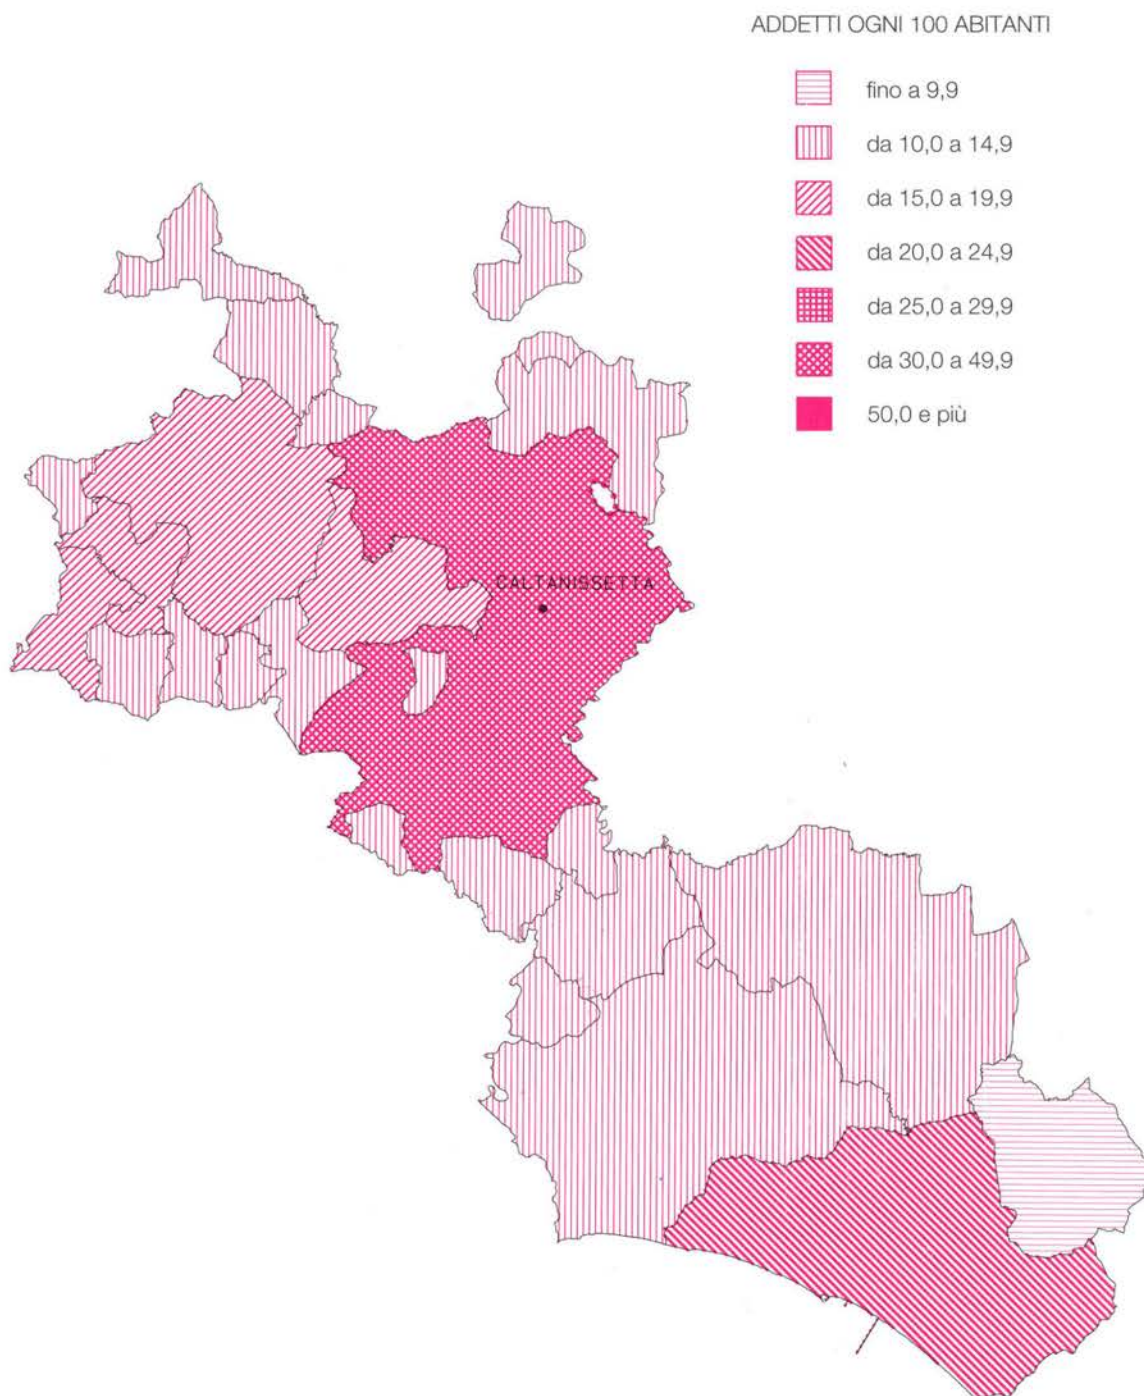 ADDETTI OGNI 100 ABITANTI
fino a 9,9
da 10,0 a 14,9
da 15,0 a 19,9
da 20,0 a 24,9
da 25,0 a 29,9
da 30,0 a 49,9
50,0 e più
CALTANISSETTA